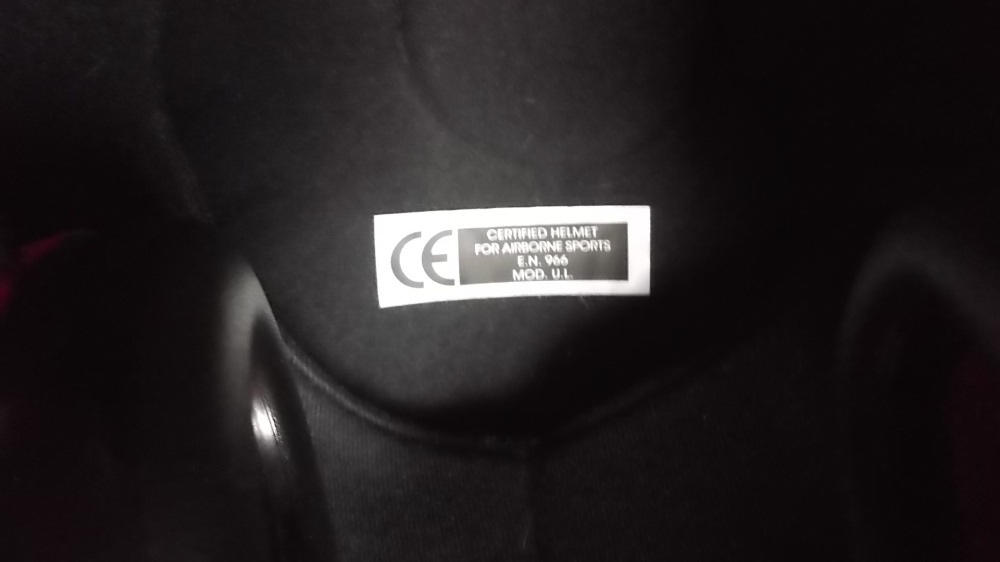 CE
CERTIFIED HELMET
FOR AIRBORNE SPORTS
E.N. 966
MOD. U.L.